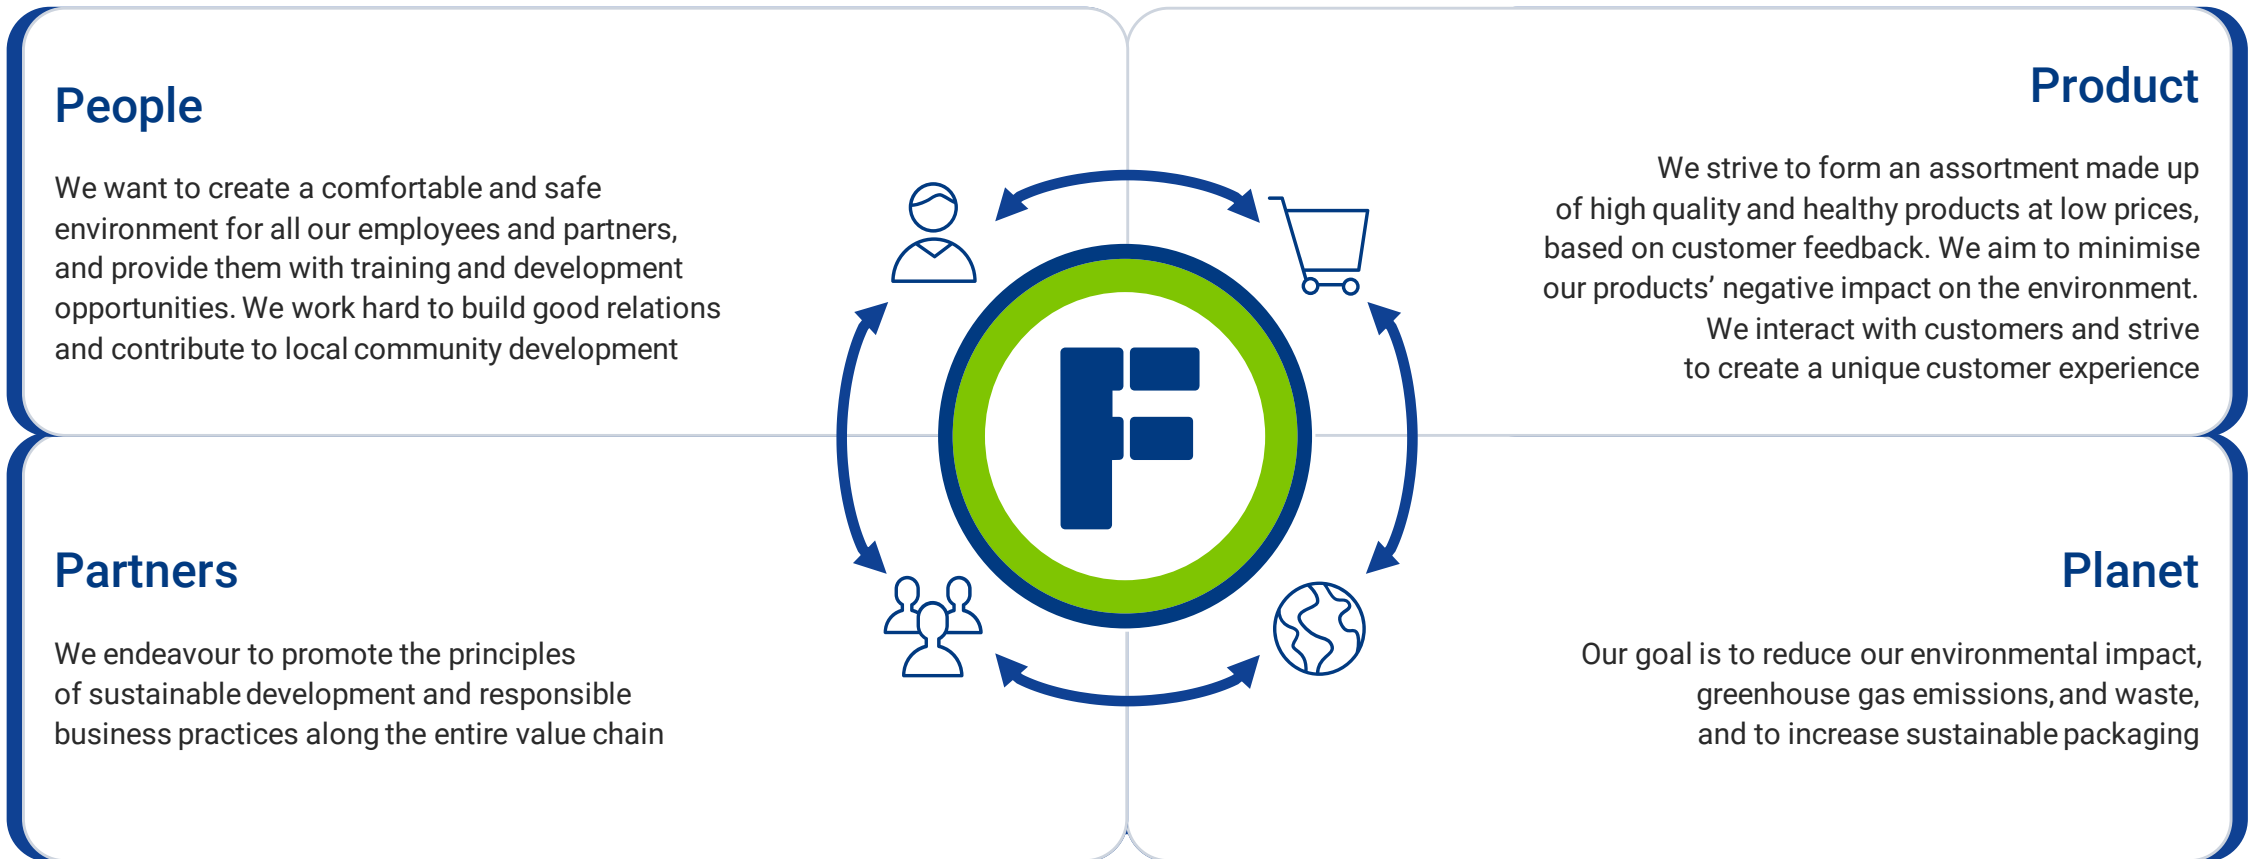 People
We want to create a comfortable and safe
environment for all our employees and partners,
and provide them with training and development
opportunities. We work hard to build good relations
and contribute to local community development
Product
We strive to form an assortment made up
of high quality and healthy products at low prices,
based on customer feedback. We aim to minimise
our products’ negative impact on the environment.
We interact with customers and strive
to create a unique customer experience
F
Partners
We endeavour to promote the principles
of sustainable development and responsible
business practices along the entire value chain
Planet
Our goal is to reduce our environmental impact,
greenhouse gas emissions, and waste,
and to increase sustainable packaging